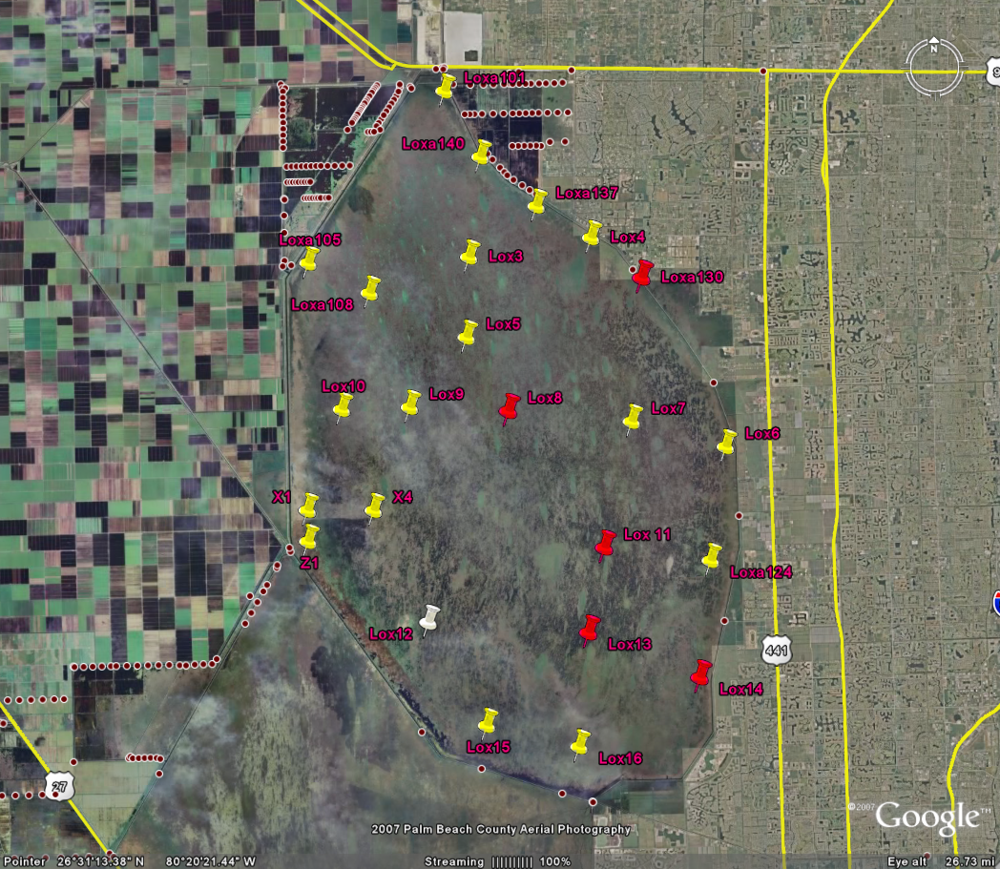 Loxa101
N
9
Loxa140
Loxa137
Lox4
Loxa105
Lox3
Loxa130
Loxa108
Lox5
Lox10
Lox9
Lox8
Lox7
Lox6
X1
X4
Lox 11
Z1
Loxa124
Lox12
Lox13
441
Lox14
Lox15
Lox16
27
©2007 Google™
2007 Palm Beach County Aerial Photography
Pointer 26°31'13.38" N 80°20'21.44" W Streaming |||||||||| 100% Eye alt 26.73 mi